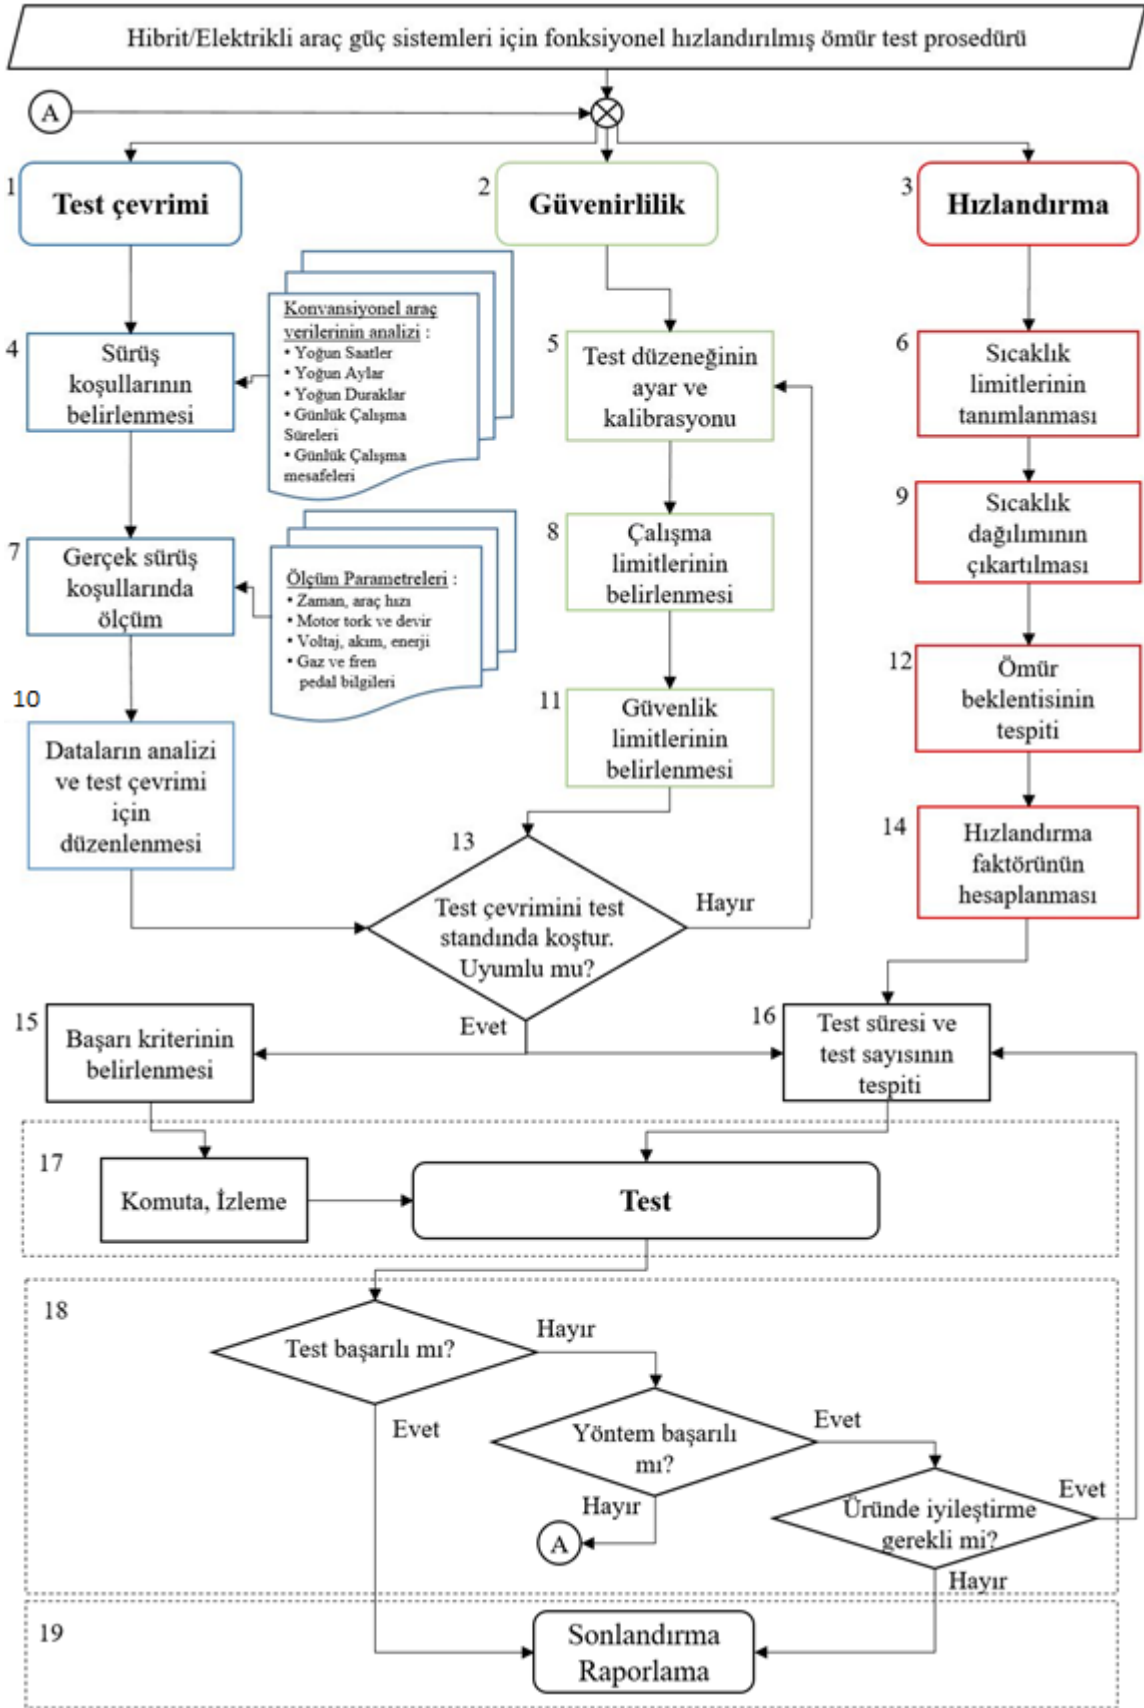 Hibrit/Elektrikli araç güç sistemleri için fonksiyonel hızlandırılmış ömür test prosedürü
A
1
Test çevrimi
2
Güvenirlilik
3
Hızlandırma
Konvansiyonel araç
verilerinin analizi :
• Yoğun Saatler
• Yoğun Aylar
• Yoğun Duraklar
• Günlük Çalışma
Süreleri
• Günlük Çalışma
mesafeleri
4
Sürüş
koşullarının
belirlenmesi
5
Test düzeneğinin
ayar ve
kalibrasyonu
6
Sıcaklık
limitlerinin
tanımlanması
7
Gerçek sürüş
koşullarında
ölçüm
Ölçüm Parametreleri :
• Zaman, araç hızı
• Motor tork ve devir
• Voltaj, akım, enerji
• Gaz ve fren
pedal bilgileri
8
Çalışma
limitlerinin
belirlenmesi
9
Sıcaklık
dağılımının
çıkartılması
10
Dataların analizi
ve test çevrimi
için
düzenlenmesi
11
Güvenlik
limitlerinin
belirlenmesi
12
Ömür
beklentisinin
tespiti
13
Test çevrimini test
standında koştur.
Uyumlu mu?
Hayır
Evet
14
Hızlandırma
faktörünün
hesaplanması
15
Başarı kriterinin
belirlenmesi
16
Test süresi ve
test sayısının
tespiti
17
Komuta, İzleme
Test
18
Test başarılı mı?
Hayır
Evet
Yöntem başarılı
mı?
Evet
Hayır
A
Üründe iyileştirme
gerekli mi?
Evet
Hayır
19
Sonlandırma
Raporlama